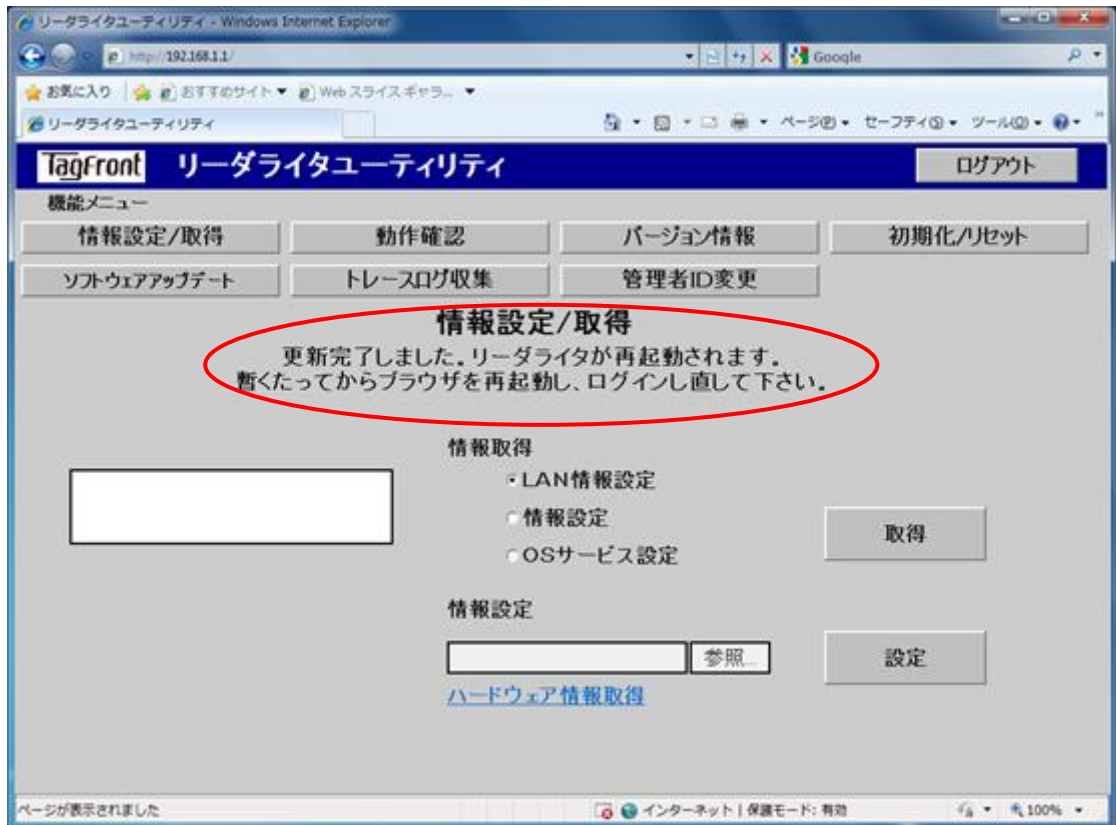 リーダライタユーティリティ - Windows Internet Explorer
http://192.168.1.1/
Google
お気に入り おすすめサイト Web スライス ギャラ...
リーダライタユーティリティ
ページ(P) セーフティ(S) ツール(O)
TagFront リーダライタユーティリティ ログアウト
機能メニュー
情報設定/取得 動作確認 バージョン情報 初期化/リセット
ソフトウェアアップデート トレースログ収集 管理者ID変更
情報設定/取得
更新完了しました。リーダライタが再起動されます。
暫くたってからブラウザを再起動し、ログインし直して下さい。
情報取得
LAN情報設定
情報設定
OSサービス設定
取得
情報設定
参照...
設定
ハードウェア情報取得
ページが表示されました インターネット | 保護モード: 有効 100%